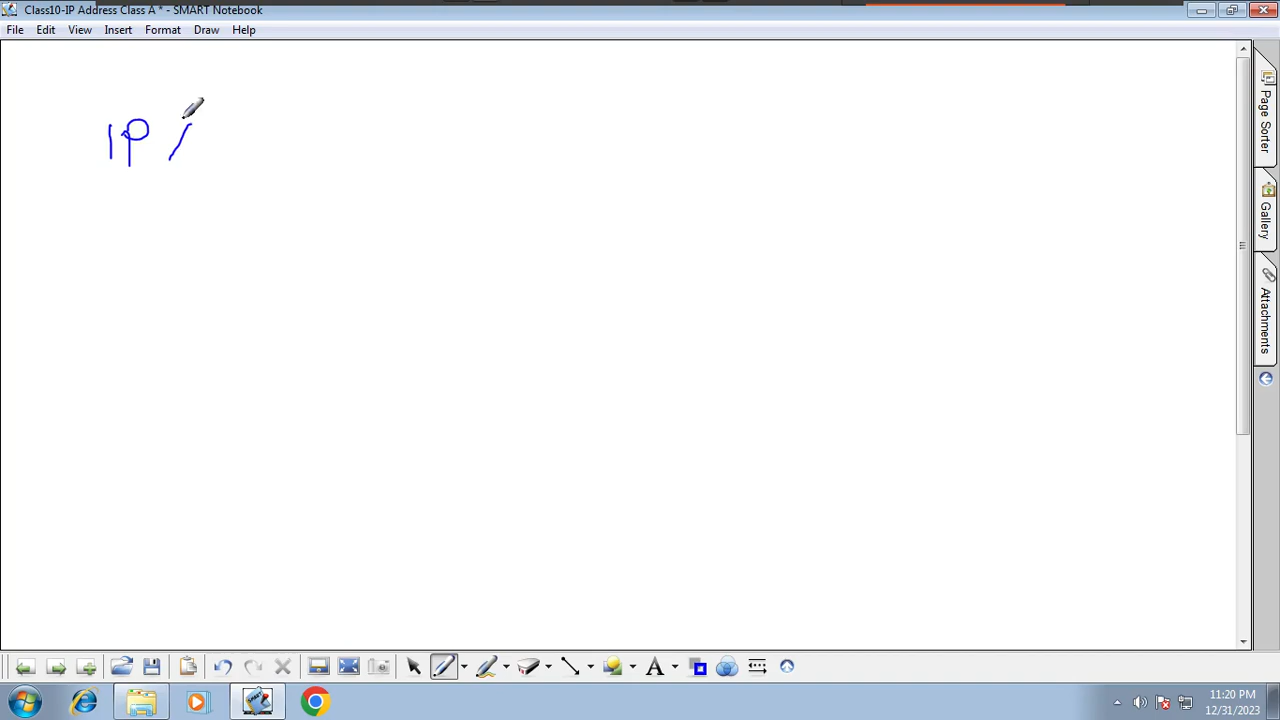 Class10-IP Address Class A * - SMART Notebook
File Edit View Insert Format Draw Help
IP /
Page Sorter
Gallery
Attachments
A
11:20 PM
12/31/2023